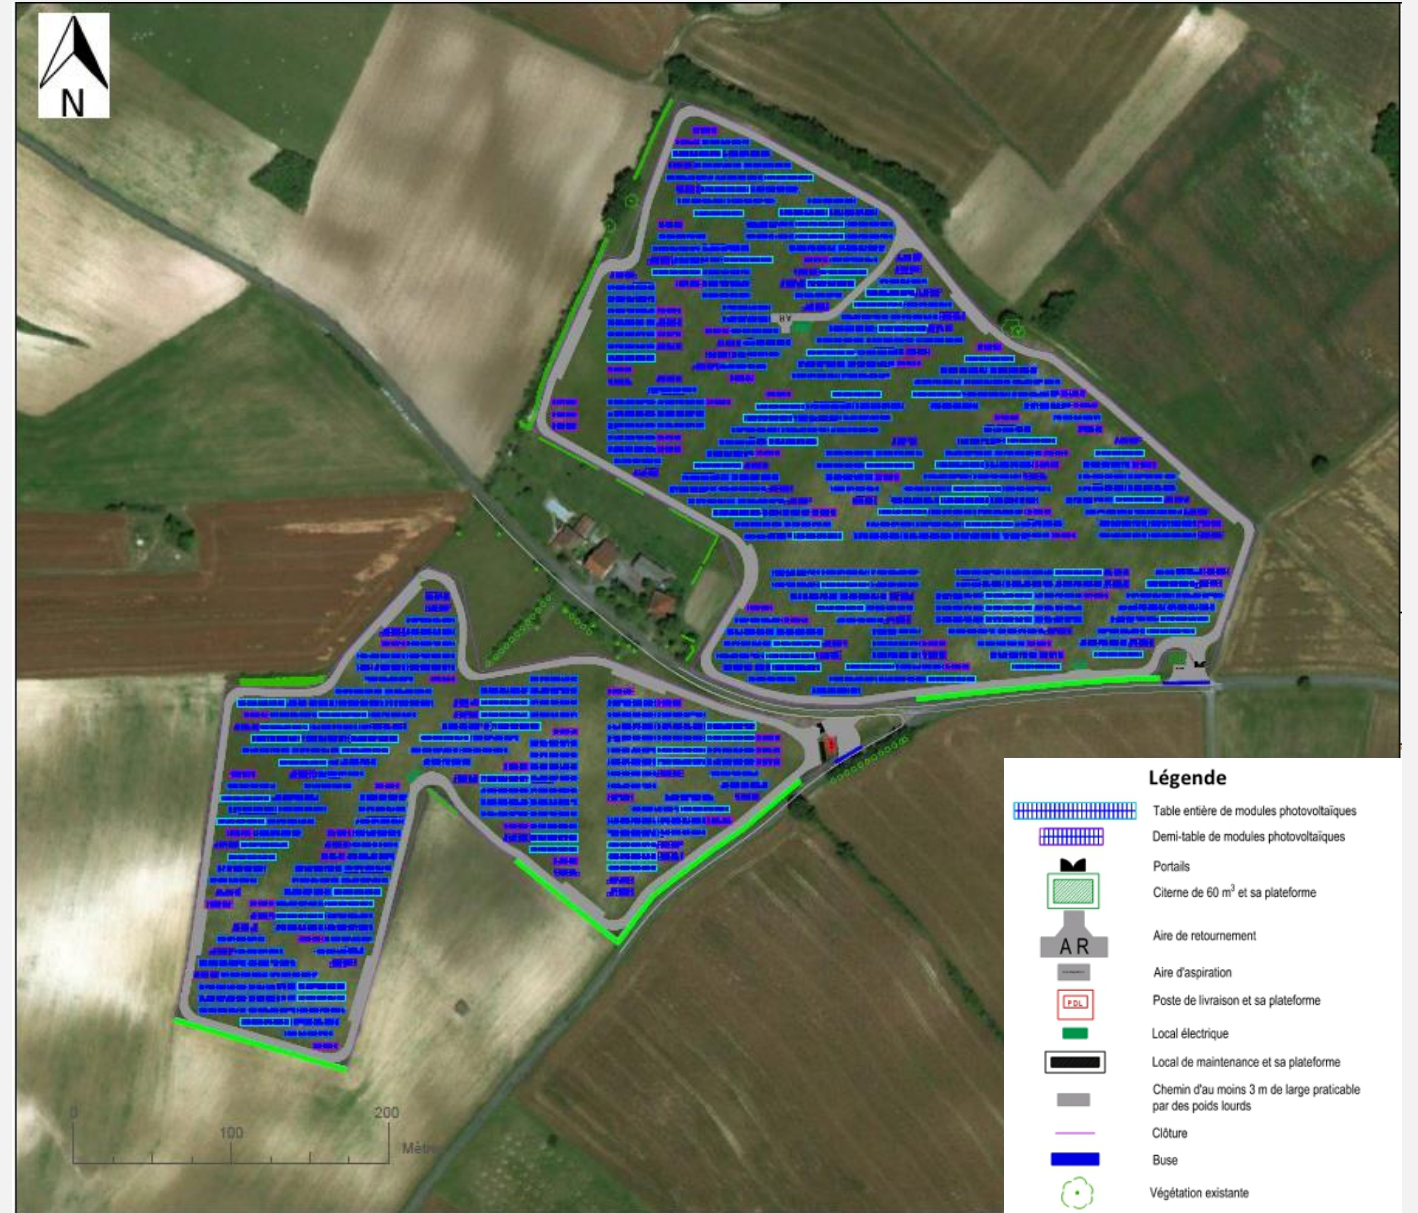 N
AR
Légende
Table entière de modules photovoltaïques
Demi-table de modules photovoltaïques
Portails
Citerne de 60 m³ et sa plateforme
AR
Aire de retournement
Aire d'aspiration
PDL
Poste de livraison et sa plateforme
Local électrique
Local de maintenance et sa plateforme
Chemin d'au moins 3 m de large praticable
par des poids lourds
Clôture
Buse
Végétation existante
0
200
100